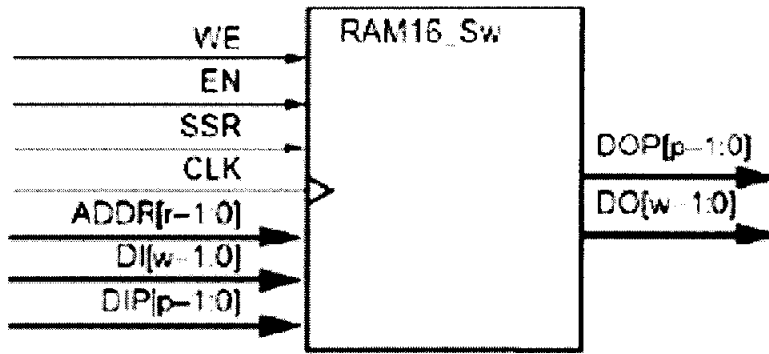 WE
EN
SSR
CLK
ADDR[r–1:0]
DI[w–1:0]
DIP[p–1:0]
RAM16_Sw
DOP[p–1:0]
DO[w–1:0]